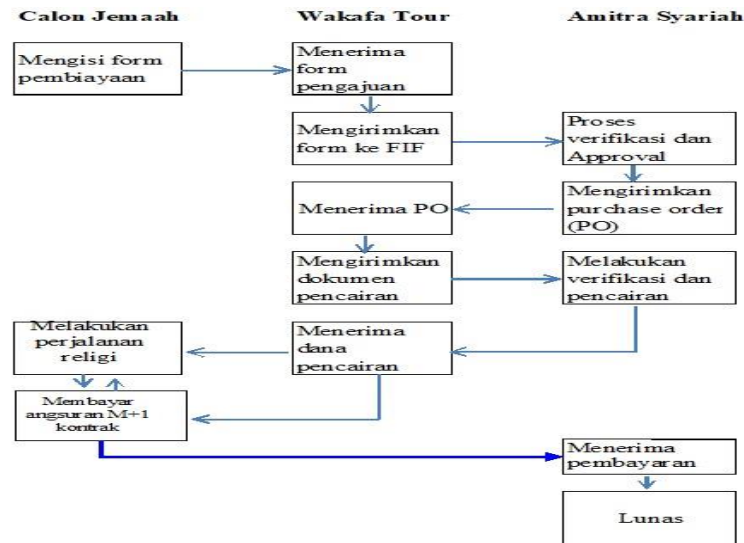 Calon Jemaah
Wakafa Tour
Amitra Syariah
Mengisi form
pembiayaan
Menerima
form
pengajuan
Mengirimkan
form ke FIF
Proses
verifikasi dan
Approval
Menerima PO
Mengirimkan
purchase order
(PO)
Mengirimkan
dokumen
pencairan
Melakukan
verifikasi dan
pencairan
Melakukan
perjalanan
religi
Menerima
dana
pencairan
Membayar
angsuran M+1
kontrak
Menerima
pembayaran
Lunas